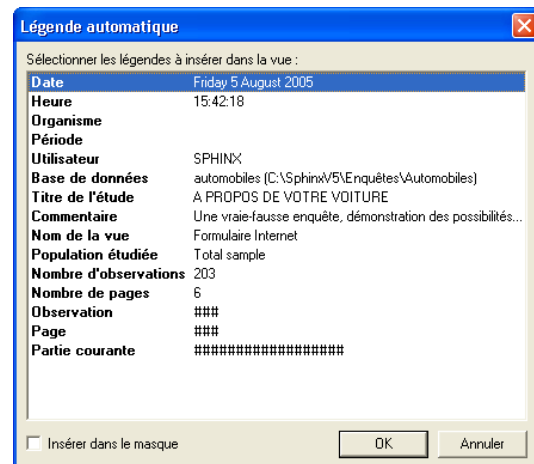 Légende automatique
Sélectionner les légendes à insérer dans la vue :
Date Friday 5 August 2005
Heure 15:42:18
Organisme
Période
Utilisateur SPHINX
Base de données automobiles (C:\SphinxV5\Enquêtes\Automobiles)
Titre de l'étude A PROPOS DE VOTRE VOITURE
Commentaire Une vraie-fausse enquête, démonstration des possibilités...
Nom de la vue Formulaire Internet
Population étudiée Total sample
Nombre d'observations 203
Nombre de pages 6
Observation ###
Page ###
Partie courante ##################
Insérer dans le masque OK Annuler